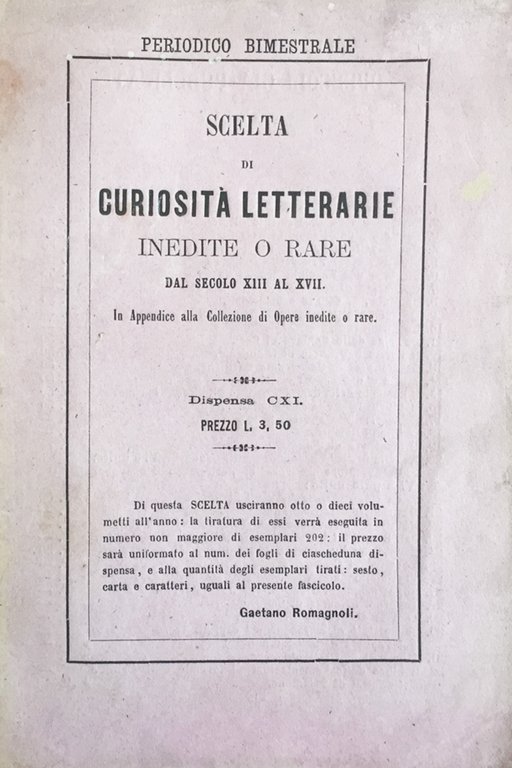 PERIODICO BIMESTRALE
SCELTA
DI
CURIOSITÀ LETTERARIE
INEDITE O RARE
DAL SECOLO XIII AL XVII.
In Appendice alla Collezione di Opere inedite o rare.
Dispensa CXI.
PREZZO L. 3, 50
Di questa SCELTA usciranno otto o dieci volu-
metti all'anno: la tiratura di essi verrà eseguita in
numero non maggiore di esemplari 202: il prezzo
sarà uniformato al num. dei fogli di ciascheduna di-
spensa, e alla quantità degli esemplari tirati: sesto,
carta e caratteri, uguali al presente fascicolo.
Gaetano Romagnoli.